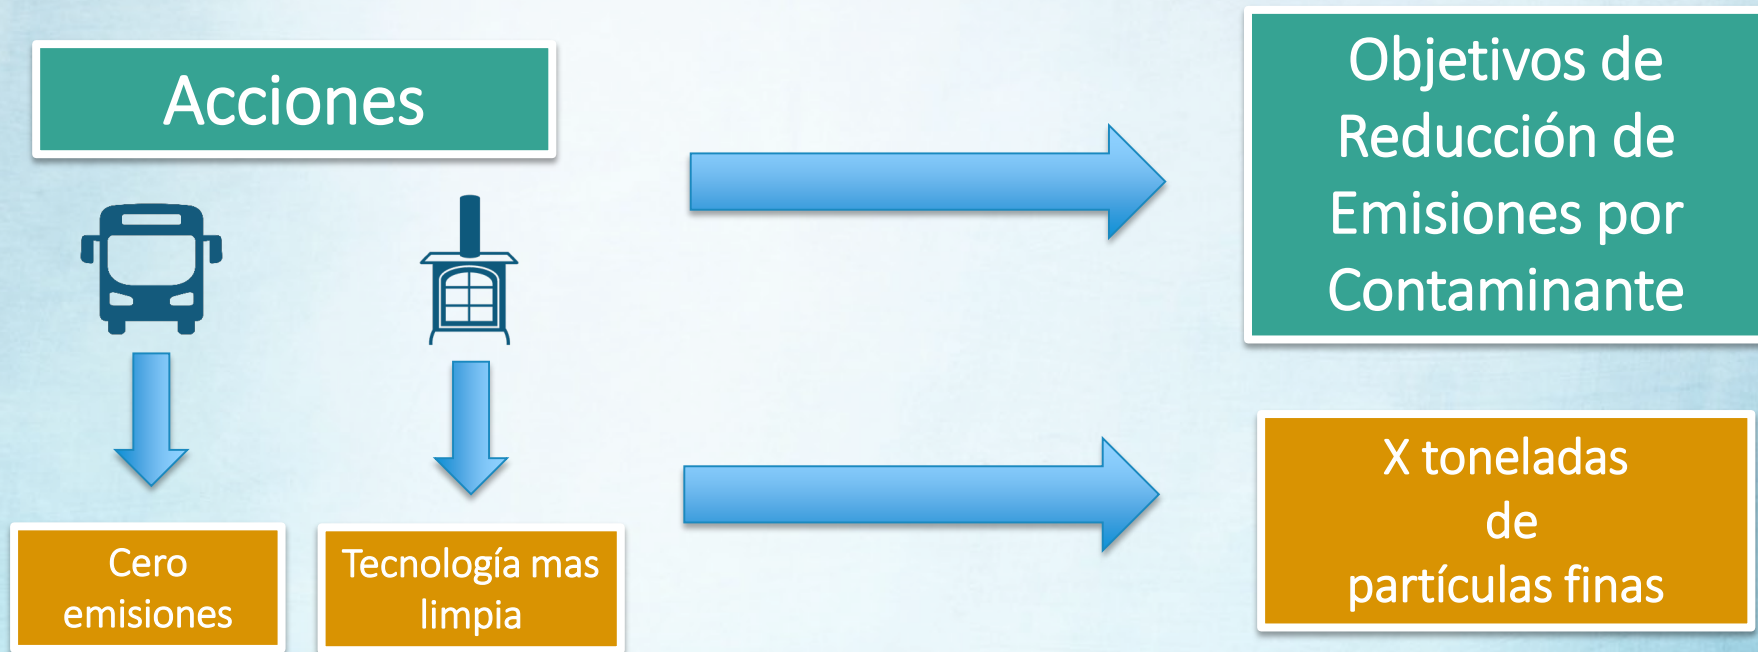 Acciones
Objetivos de
Reducción de
Emisiones por
Contaminante
Cero
emisiones
Tecnología mas
limpia
X toneladas
de
partículas finas